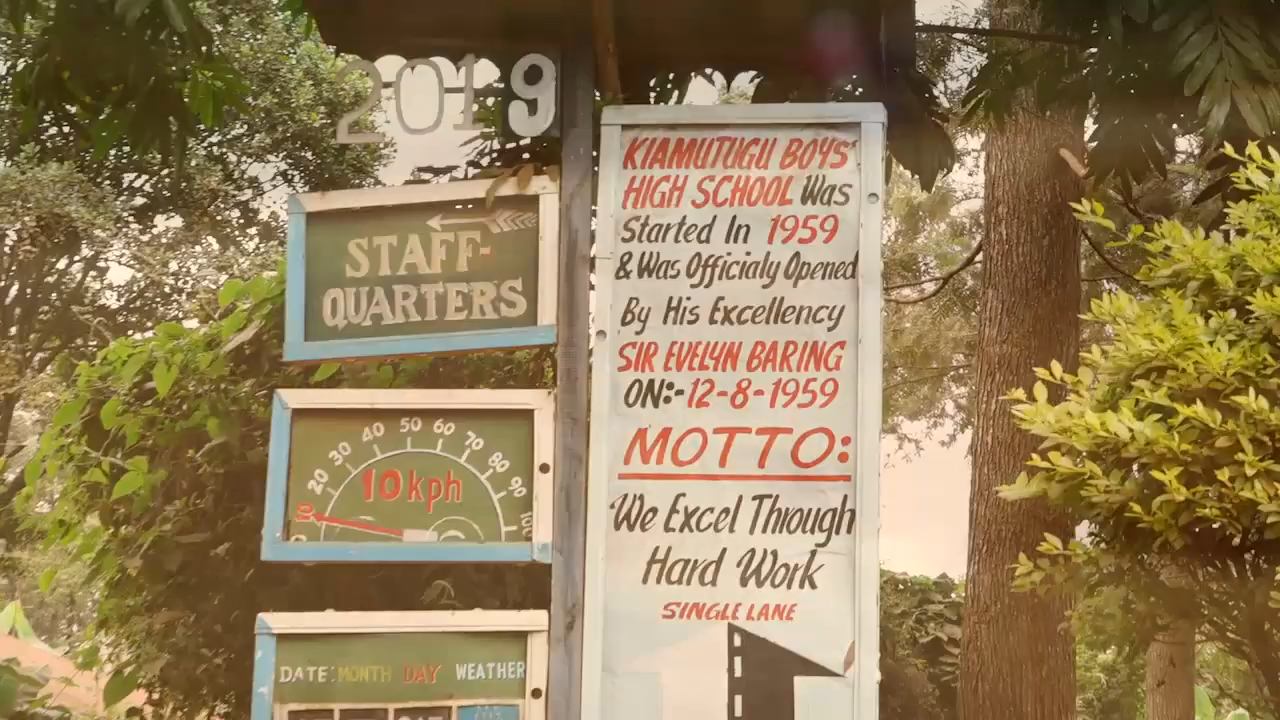 2019
STAFF-
QUARTERS
10 20 30 40 50 60 70 80 90 100
10kph
DATE: MONTH DAY WEATHER
KIAMUTUGU BOYS'
HIGH SCHOOL Was
Started In 1959
& Was Officialy Opened
By His Excellency
SIR EVELYN BARING
ON:-12-8-1959
MOTTO:
We Excel Through
Hard Work
SINGLE LANE